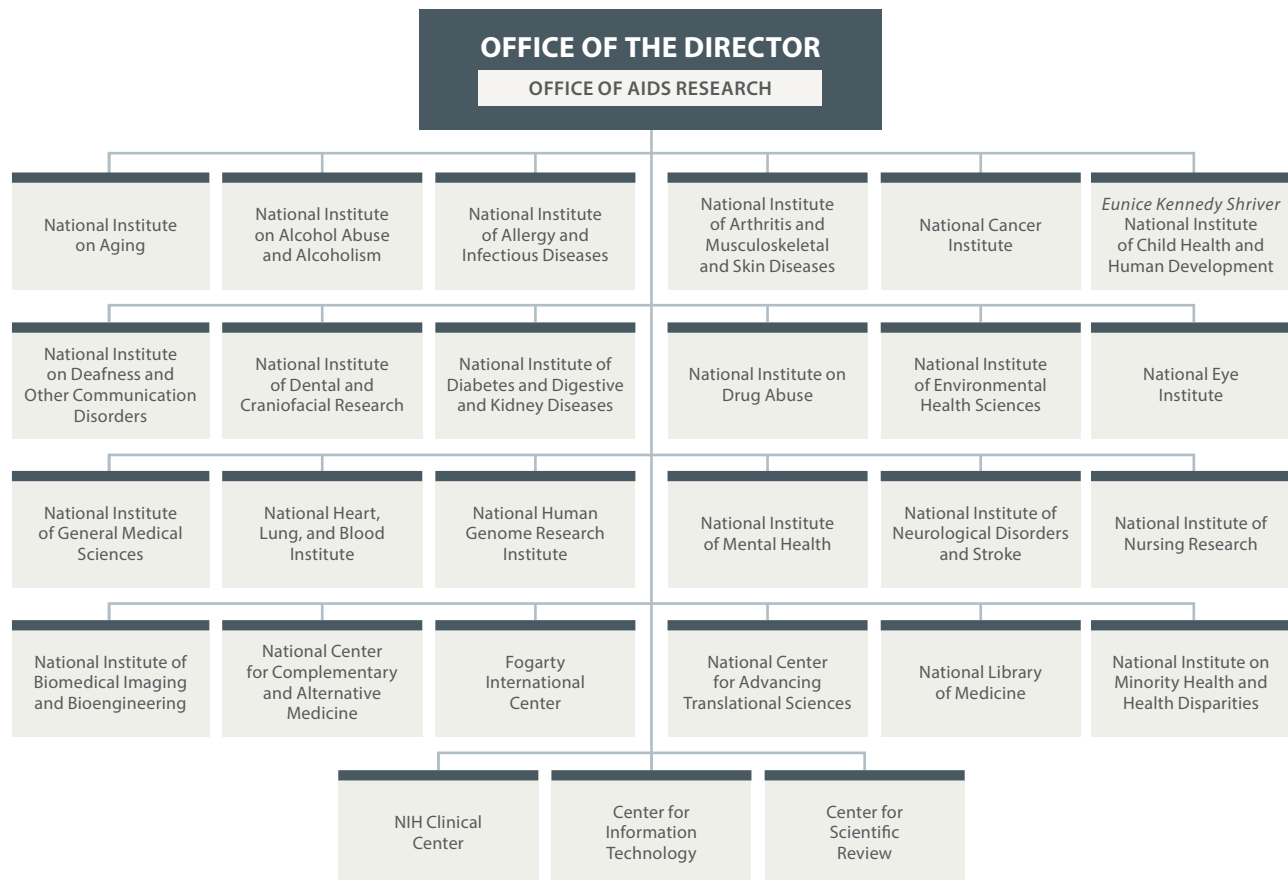 OFFICE OF THE DIRECTOR
OFFICE OF AIDS RESEARCH
National Institute
on Aging
National Institute
on Alcohol Abuse
and Alcoholism
National Institute
of Allergy and
Infectious Diseases
National Institute
of Arthritis and
Musculoskeletal
and Skin Diseases
National Cancer
Institute
Eunice Kennedy Shriver
National Institute
of Child Health and
Human Development
National Institute
on Deafness and
Other Communication
Disorders
National Institute
of Dental and
Craniofacial Research
National Institute of
Diabetes and Digestive
and Kidney Diseases
National Institute on
Drug Abuse
National Institute
of Environmental
Health Sciences
National Eye
Institute
National Institute
of General Medical
Sciences
National Heart,
Lung, and Blood
Institute
National Human
Genome Research
Institute
National Institute
of Mental Health
National Institute of
Neurological Disorders
and Stroke
National Institute of
Nursing Research
National Institute of
Biomedical Imaging
and Bioengineering
National Center
for Complementary
and Alternative
Medicine
Fogarty
International
Center
National Center
for Advancing
Translational Sciences
National Library
of Medicine
National Institute on
Minority Health and
Health Disparities
NIH Clinical
Center
Center for
Information
Technology
Center for
Scientific
Review